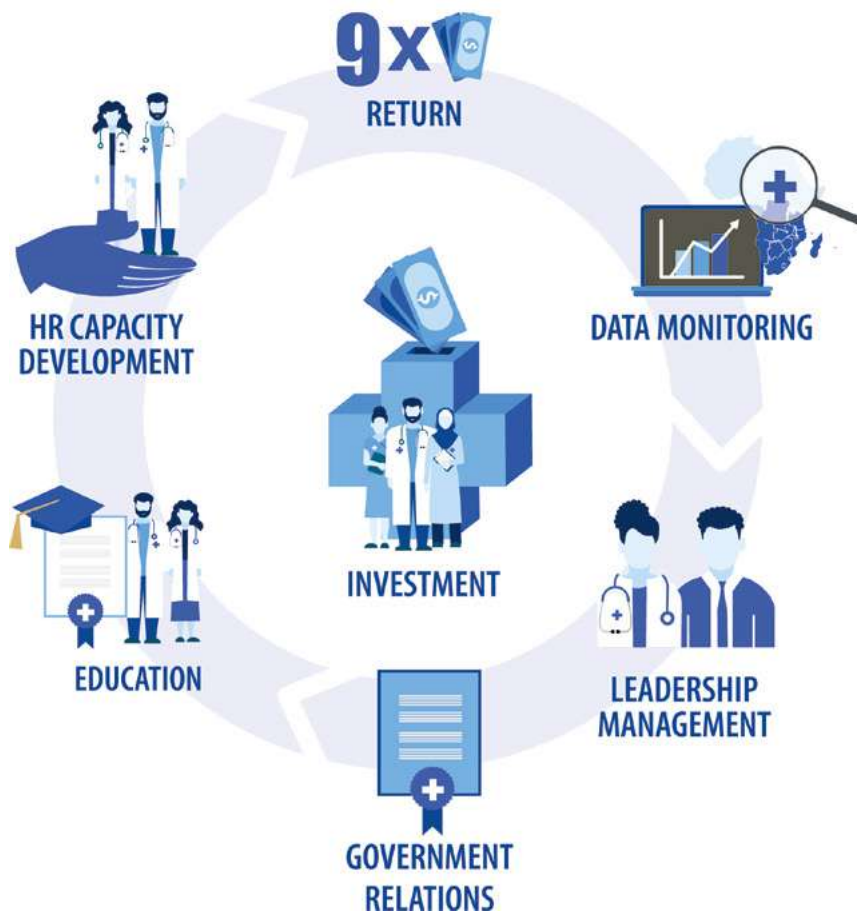 9x
RETURN
DATA MONITORING
HR CAPACITY
DEVELOPMENT
INVESTMENT
EDUCATION
LEADERSHIP
MANAGEMENT
GOVERNMENT
RELATIONS